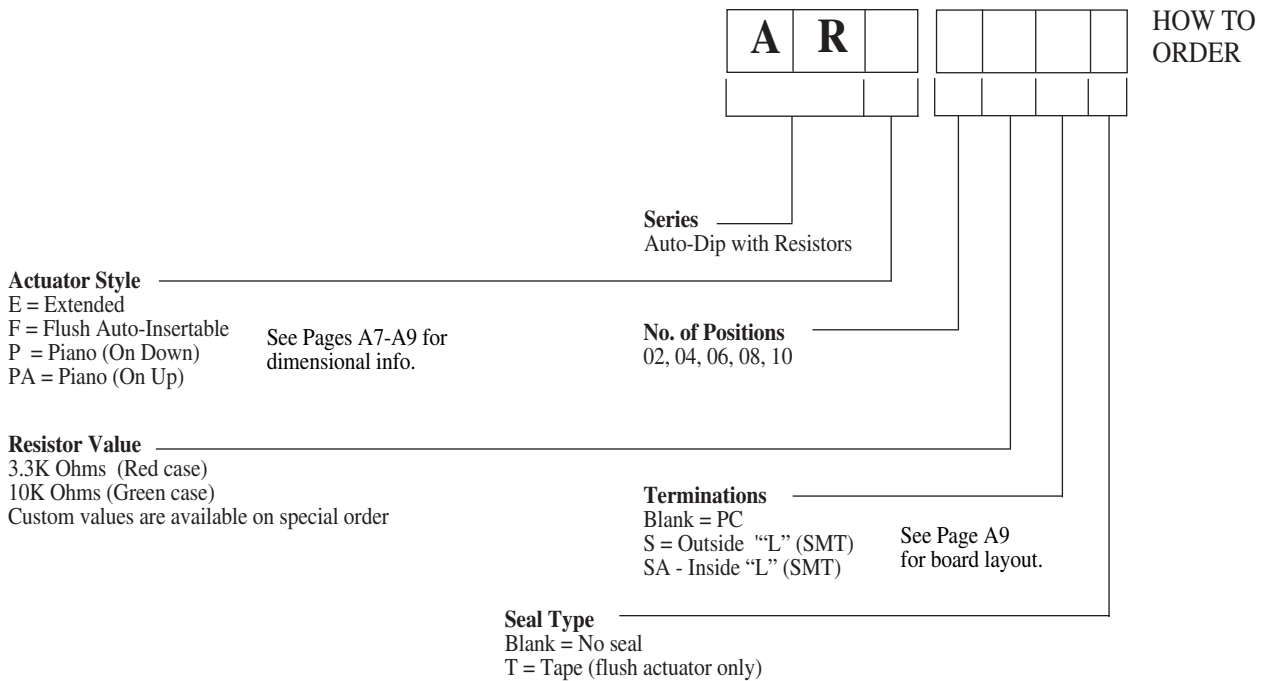 A R
HOW TO
ORDER
Series
Auto-Dip with Resistors
Actuator Style
E = Extended
F = Flush Auto-Insertable
P = Piano (On Down)
PA = Piano (On Up)
See Pages A7-A9 for
dimensional info.
No. of Positions
02, 04, 06, 08, 10
Resistor Value
3.3K Ohms (Red case)
10K Ohms (Green case)
Custom values are available on special order
Terminations
Blank = PC
S = Outside '“L” (SMT)
SA - Inside “L” (SMT)
See Page A9
for board layout.
Seal Type
Blank = No seal
T = Tape (flush actuator only)